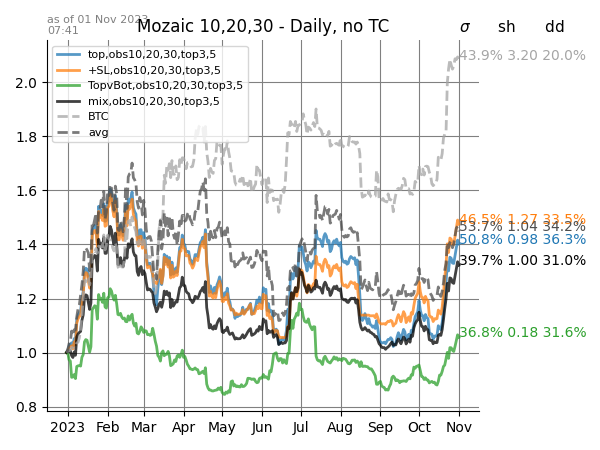 as of 01 Nov 2023
07:41
Mozaic 10,20,30 - Daily, no TC
σ sh dd
top,obs10,20,30,top3,5
+SL,obs10,20,30,top3,5
TopvBot,obs10,20,30,top3,5
mix,obs10,20,30,top3,5
BTC
avg
43.9% 3.20 20.0%
46.5% 1.27 33.5%
53.7% 1.04 34.2%
50.8% 0.98 36.3%
39.7% 1.00 31.0%
36.8% 0.18 31.6%
2.0
1.8
1.6
1.4
1.2
1.0
0.8
2023 Feb Mar Apr May Jun Jul Aug Sep Oct Nov